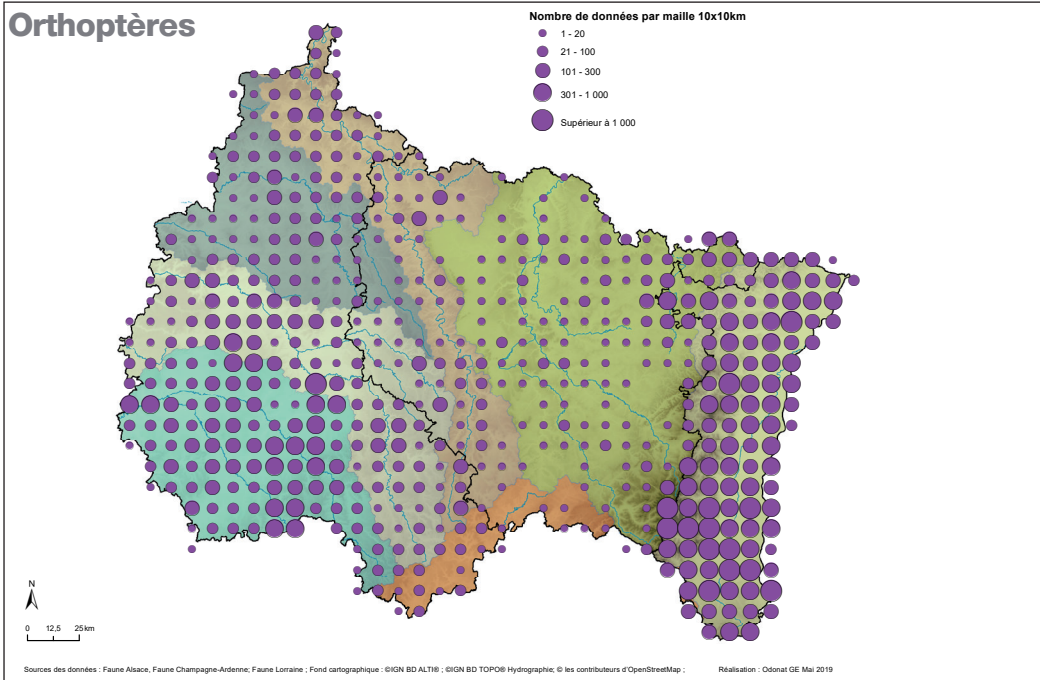 Orthoptères
Nombre de données par maille 10x10km
1 - 20
21 - 100
101 - 300
301 - 1 000
Supérieur à 1 000
N
0 12,5 25km
Sources des données : Faune Alsace, Faune Champagne-Ardenne; Faune Lorraine ; Fond cartographique : ©IGN BD ALTI® ; ©IGN BD TOPO® Hydrographie; © les contributeurs d'OpenStreetMap ; Réalisation : Odonat GE Mai 2019